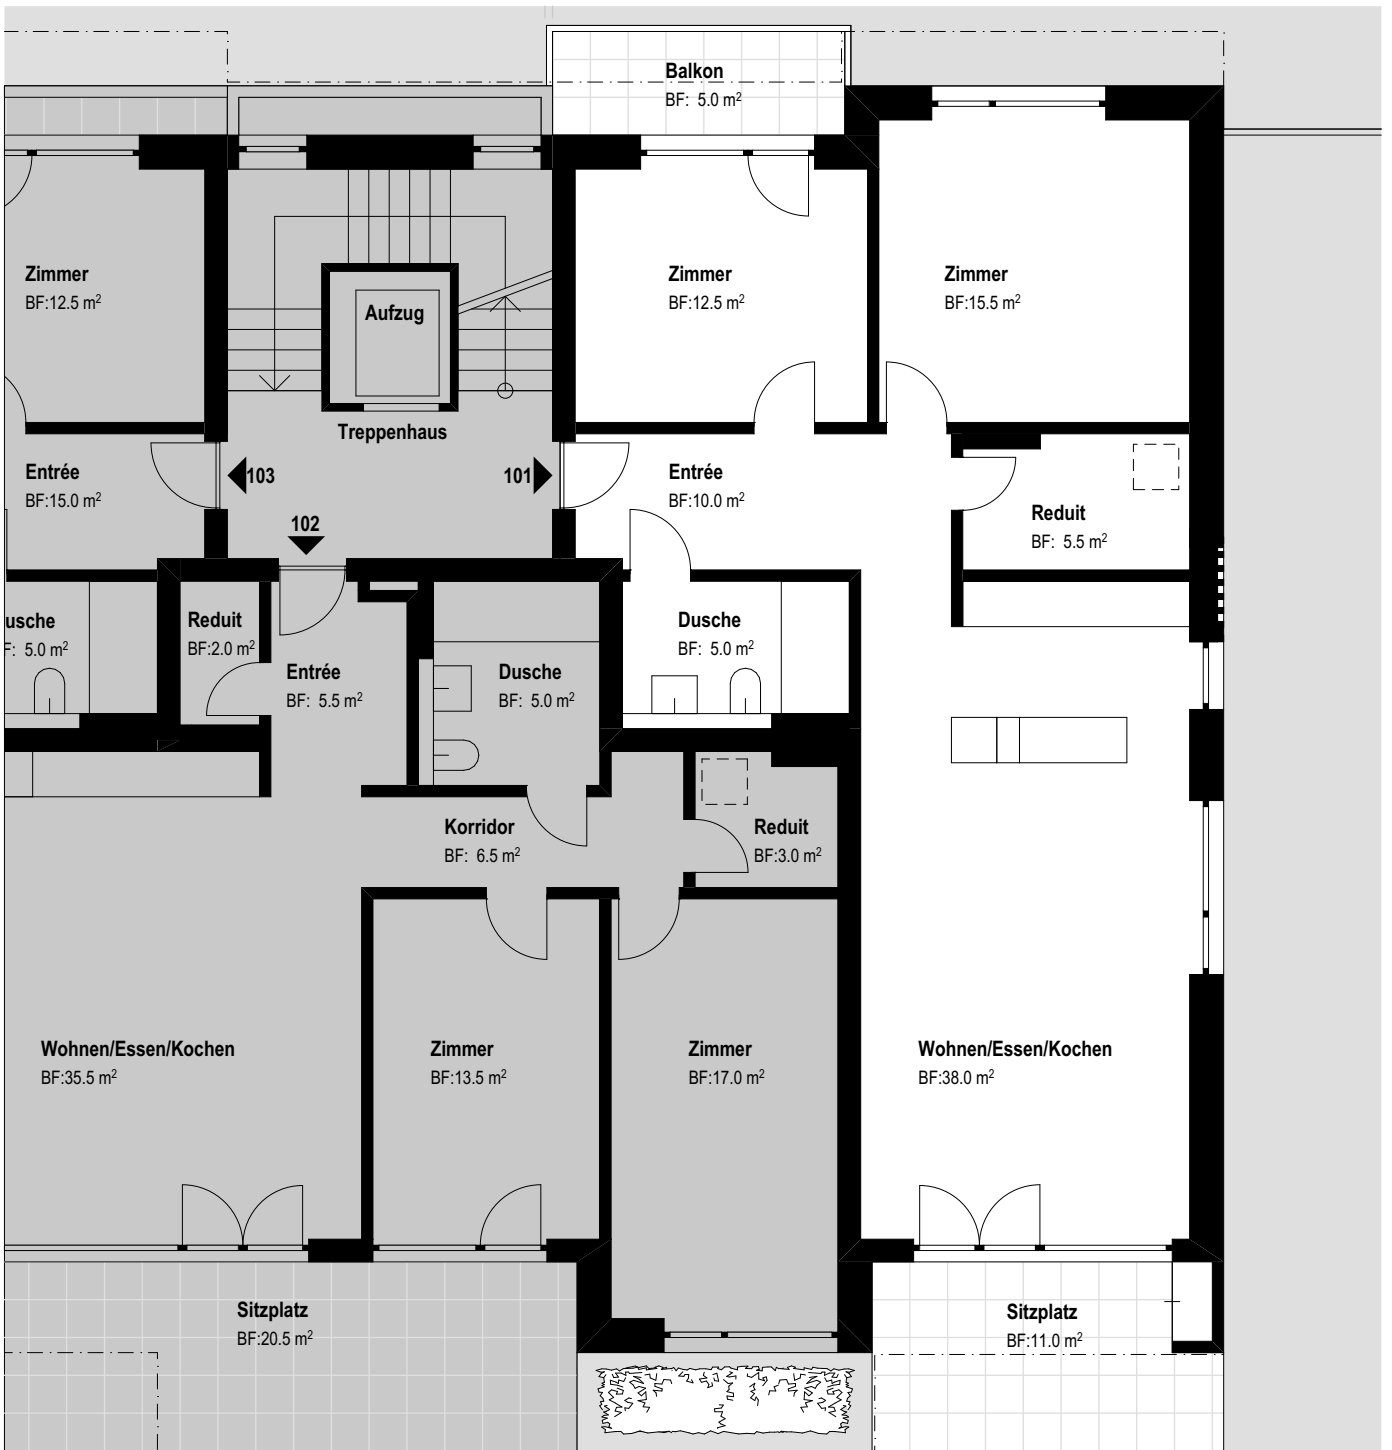 Balkon
BF: 5.0 m²
Zimmer
BF:12.5 m²
Aufzug
Zimmer
BF:12.5 m²
Zimmer
BF:15.5 m²
Treppenhaus
Entrée
BF:15.0 m²
103
101
Entrée
BF:10.0 m²
102
Reduit
BF: 5.5 m²
usche
F: 5.0 m²
Reduit
BF:2.0 m²
Entrée
BF: 5.5 m²
Dusche
BF: 5.0 m²
Dusche
BF: 5.0 m²
Korridor
BF: 6.5 m²
Reduit
BF:3.0 m²
Wohnen/Essen/Kochen
BF:35.5 m²
Zimmer
BF:13.5 m²
Zimmer
BF:17.0 m²
Wohnen/Essen/Kochen
BF:38.0 m²
Sitzplatz
BF:20.5 m²
Sitzplatz
BF:11.0 m²